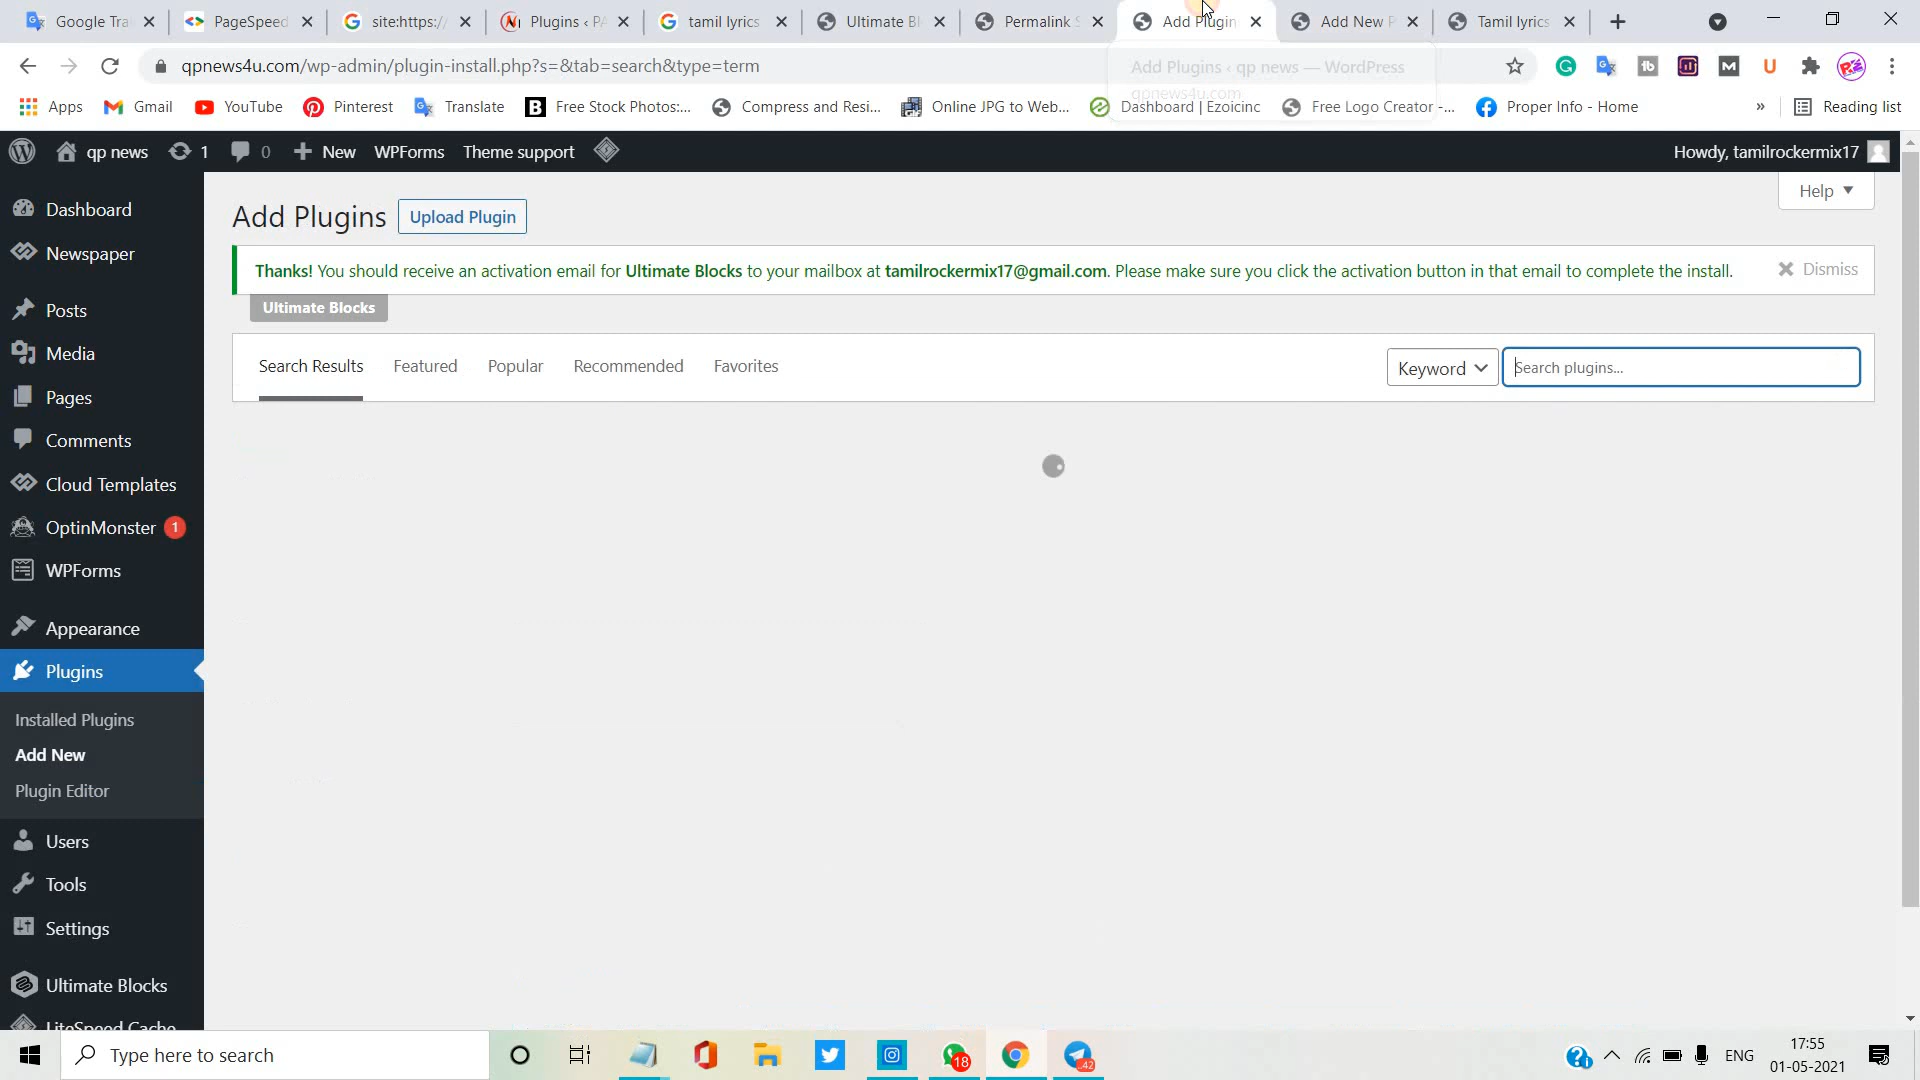 Google Tra
PageSpeed
site:https:/
Plugins ‹ PA
tamil lyrics
Ultimate Bl
Permalink S
Add Plugin
Add New P
Tamil lyrics
qpnews4u.com/wp-admin/plugin-install.php?s=&tab=search&type=term
Add Plugins ‹ qp news — WordPress
qpnews4u.com
Apps
Gmail
YouTube
Pinterest
Translate
Free Stock Photos:...
Compress and Resi...
Online JPG to Web...
Dashboard | Ezoicinc
Free Logo Creator -...
Proper Info - Home
»
Reading list
qp news
1
0
New
WPForms
Theme support
Howdy, tamilrockermix17
Dashboard
Newspaper
Posts
Media
Pages
Comments
Cloud Templates
OptinMonster 1
WPForms
Appearance
Plugins
Installed Plugins
Add New
Plugin Editor
Users
Tools
Settings
Ultimate Blocks
LiteSpeed Cache
Help
Add Plugins
Upload Plugin
Thanks! You should receive an activation email for Ultimate Blocks to your mailbox at tamilrockermix17@gmail.com. Please make sure you click the activation button in that email to complete the install.
Dismiss
Ultimate Blocks
Search Results
Featured
Popular
Recommended
Favorites
Keyword
Search plugins...
Type here to search
18
42
ENG
17:55
01-05-2021